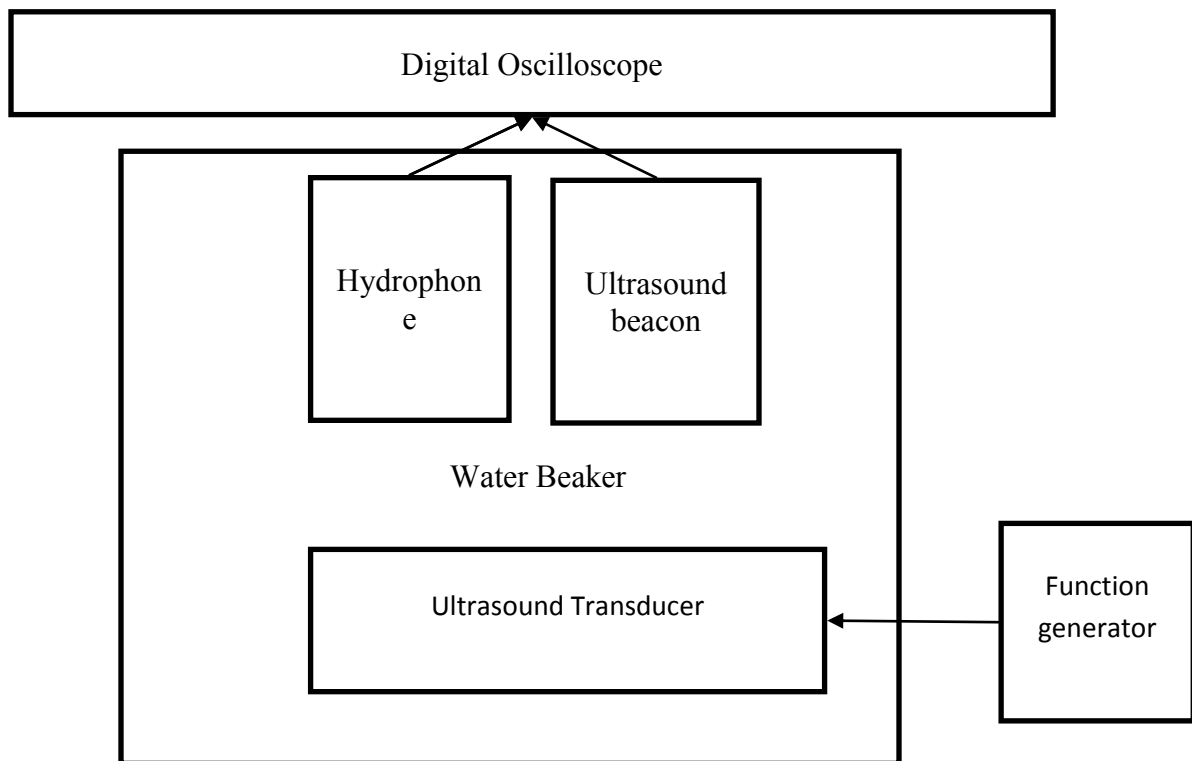 Digital Oscilloscope
Hydrophon
e
Ultrasound
beacon
Water Beaker
Ultrasound Transducer
Function
generator